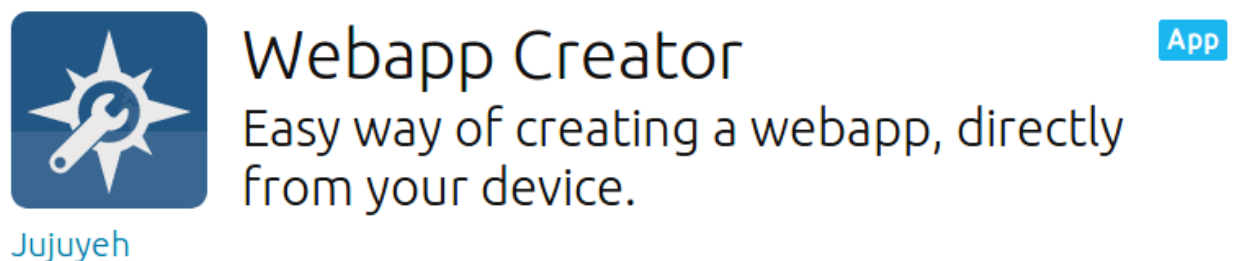 Webapp Creator
App
Easy way of creating a webapp, directly
from your device.
Jujuyeh